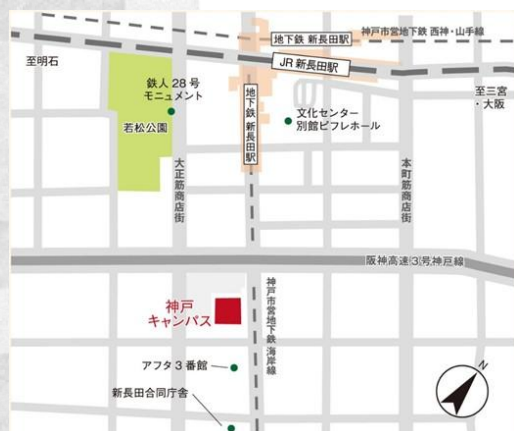 地下鉄 新長田駅
神戸市営地下鉄 西神・山手線
JR 新長田駅
至明石
至三宮
・大阪
鉄人28号
モニュメント
若松公園
地下鉄 新長田駅
文化センター
別館ピフレホール
大正筋商店街
本町筋商店街
阪神高速3号神戸線
神戸
キャンパス
神戸市営地下鉄 海岸線
アフタ3番館
新長田合同庁舎
N